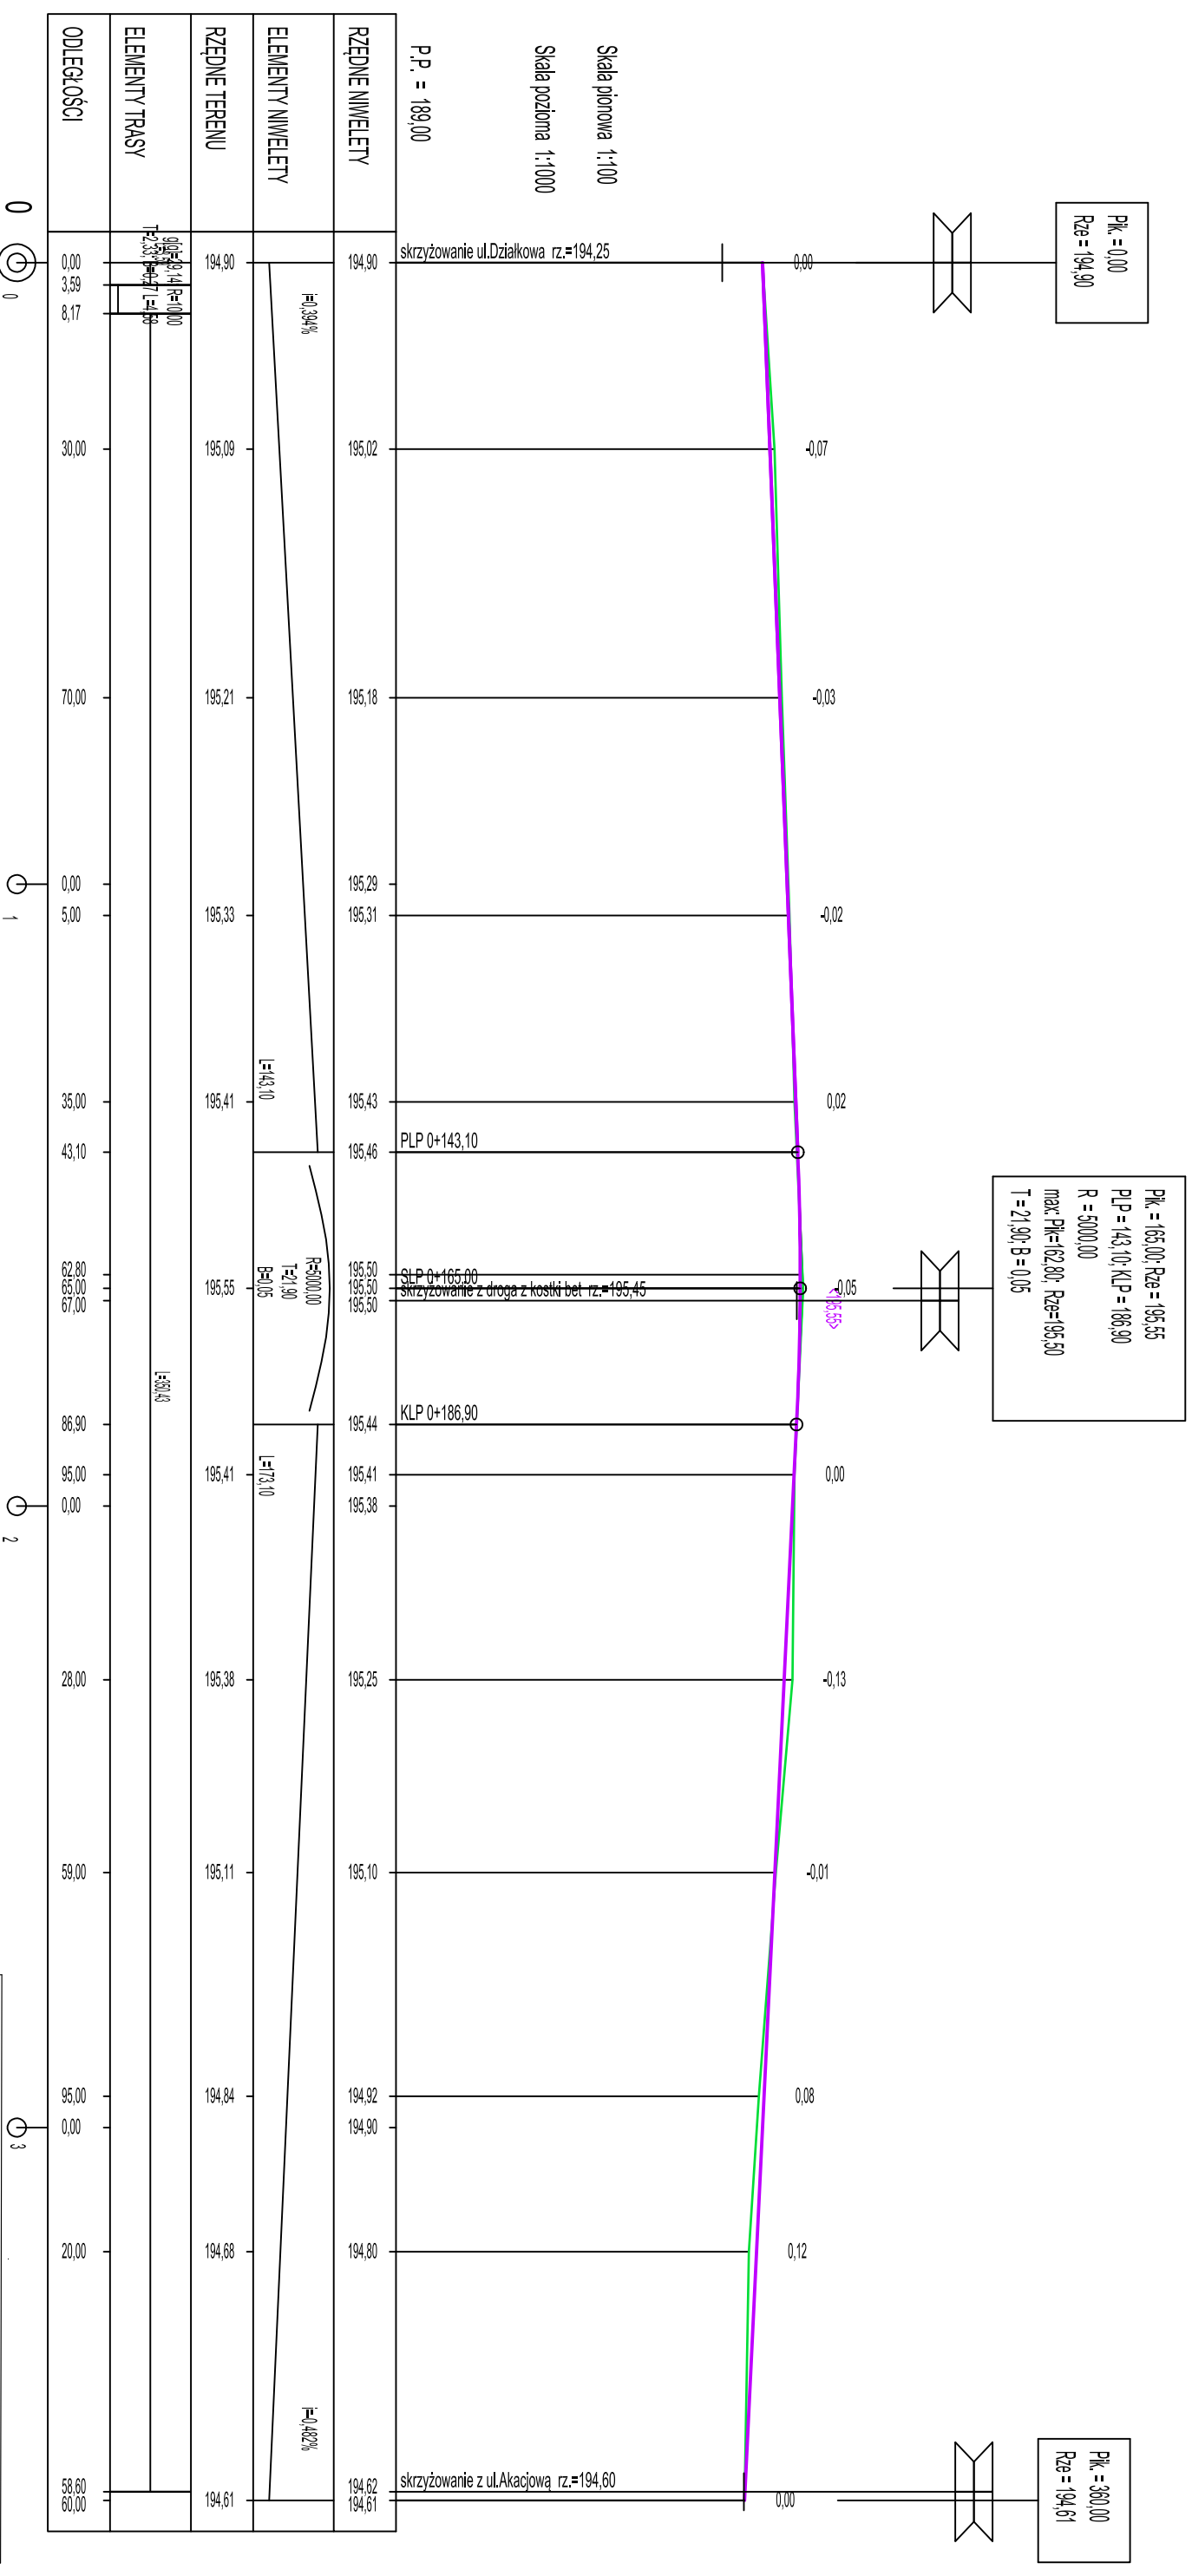 Pik. = 0,00
Rze = 194,90
Pik. = 165,00; Rze = 195,55
PLP = 143,10; KLP = 186,90
R = 5000,00
max: Pik=162,80; Rze=195,50
T = 21,90; B = 0,05
Pik. = 360,00
Rze = 194,61
0,00
-0,07
-0,03
-0,02
0,02
-0,05
<195,55>
0,00
-0,13
-0,01
0,08
0,12
0,00
Skala pionowa 1:100
Skala pozioma 1:1000
P.P. = 189,00
skrzyżowanie ul.Działkowa rz.=194,25
PLP 0+143,10
SLP 0+165,00
skrzyżowanie z droga z kostki bet rz.=195,45
KLP 0+186,90
skrzyżowanie z ul.Akacjową rz.=194,60
RZĘDNE NIWELETY
194,90
195,02
195,18
195,29
195,31
195,43
195,46
195,50
195,50
195,50
195,44
195,41
195,38
195,25
195,10
194,92
194,90
194,80
194,62
194,61
ELEMENTY NIWELETY
i=0,394%
L=143,10
R=5000,00
T=21,90
B=0,05
L=173,10
i=0,482%
RZĘDNE TERENU
194,90
195,09
195,21
195,33
195,41
195,55
195,41
195,38
195,11
194,84
194,68
194,61
ELEMENTY TRASY
R=10,00
L=4,58
L=350,43
ODLEGŁOŚCI
0,00
3,59
8,17
30,00
70,00
0,00
5,00
35,00
43,10
62,80
65,00
67,00
86,90
95,00
0,00
28,00
59,00
95,00
0,00
20,00
58,60
60,00
0
0
1
2
3